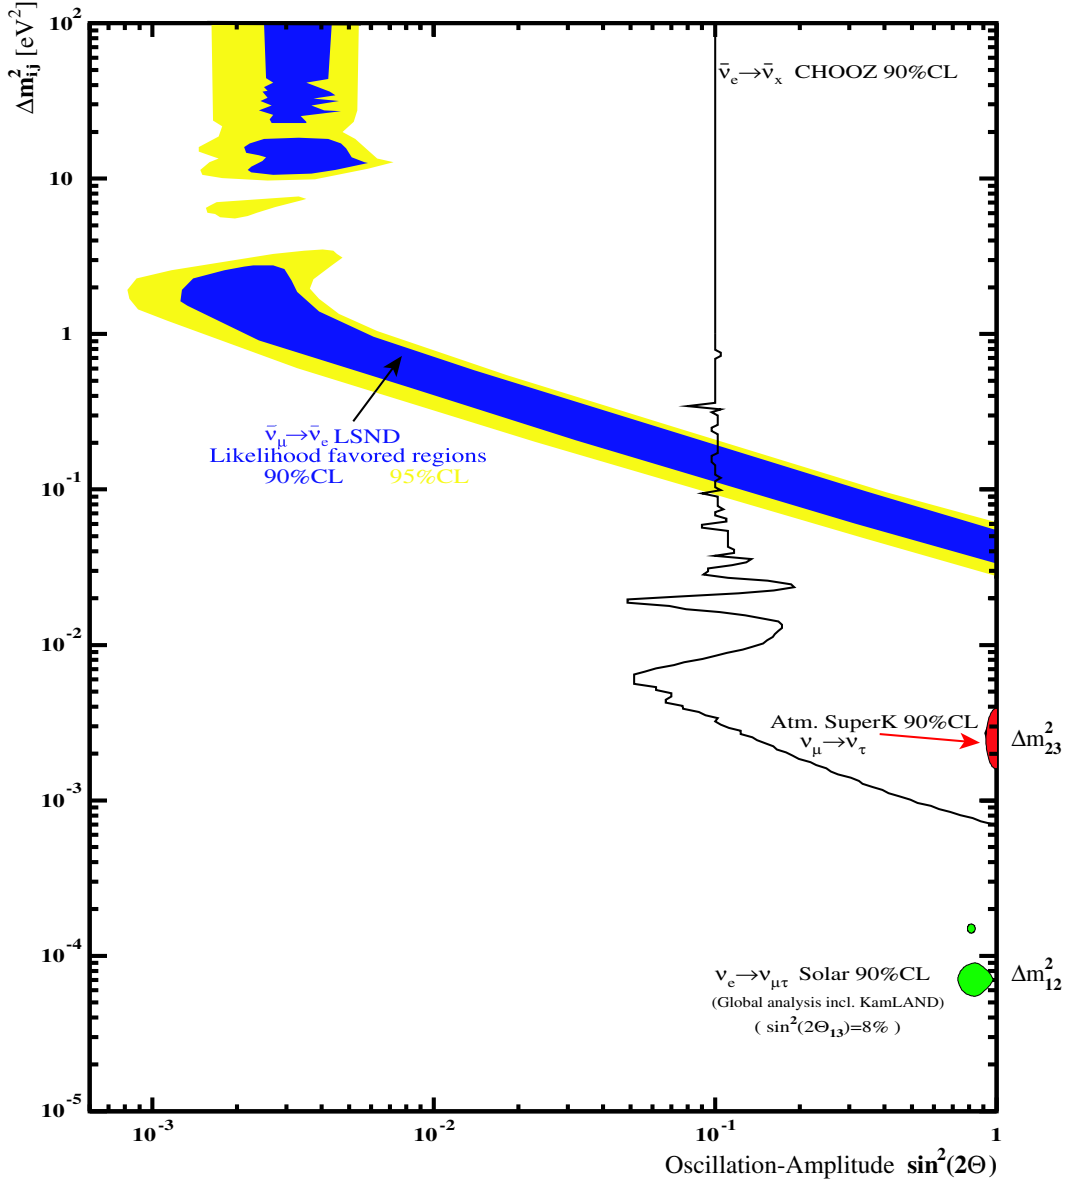 Δm²ij [eV²]
10²
ν̄e→ν̄x CHOOZ 90%CL
10
1
ν̄μ→ν̄e LSND
Likelihood favored regions
90%CL 95%CL
10⁻¹
10⁻²
Atm. SuperK 90%CL
νμ→ντ
Δm²23
10⁻³
10⁻⁴
νe→νμτ Solar 90%CL
Δm²12
(Global analysis incl. KamLAND)
( sin²(2Θ13)=8% )
10⁻⁵
10⁻³ 10⁻² 10⁻¹ 1
Oscillation-Amplitude sin²(2Θ)